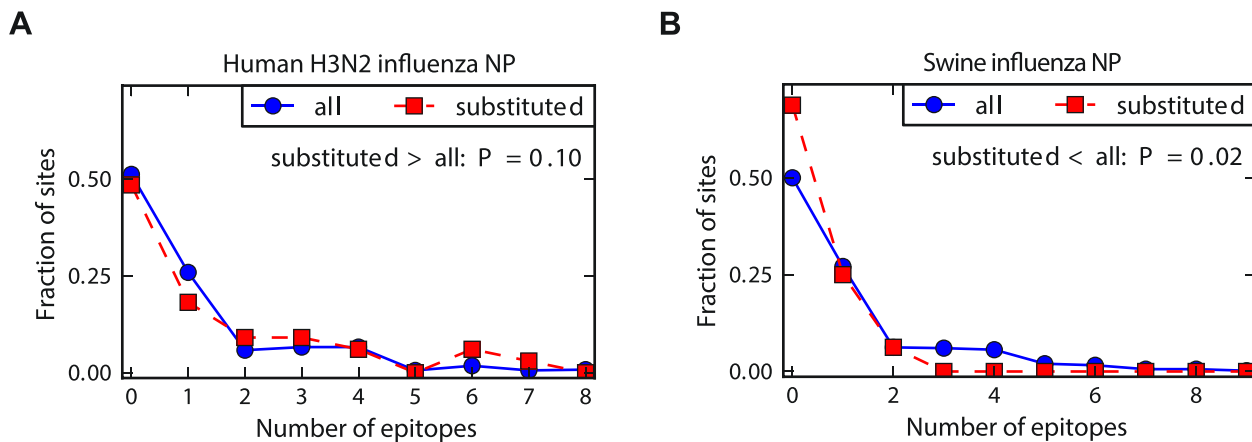 A
Human H3N2 influenza NP
all
substituted
substituted > all: P = 0.10
Fraction of sites
0.50
0.25
0.00
0 1 2 3 4 5 6 7 8
Number of epitopes
B
Swine influenza NP
all
substituted
substituted < all: P = 0.02
Fraction of sites
0.50
0.25
0.00
0 2 4 6 8
Number of epitopes